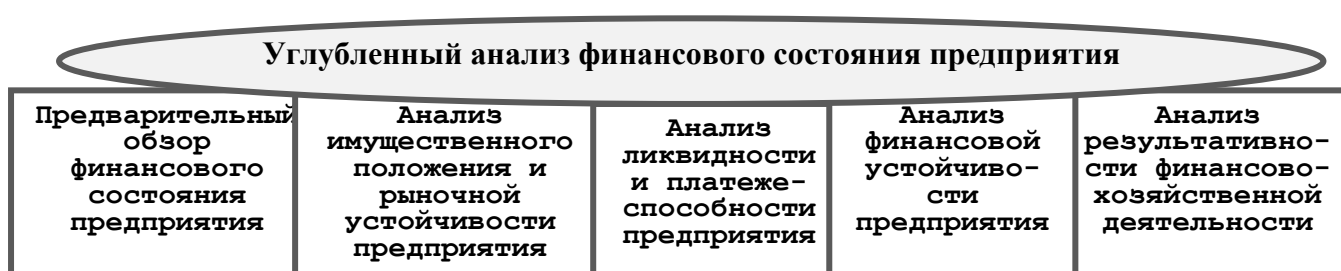 Углубленный анализ финансового состояния предприятия
Предварительный
обзор
финансового
состояния
предприятия
Анализ
имущественного
положения и
рыночной
устойчивости
предприятия
Анализ
ликвидности
и платеже-
способности
предприятия
Анализ
финансовой
устойчиво-
сти
предприятия
Анализ
результативно-
сти финансово-
хозяйственной
деятельности